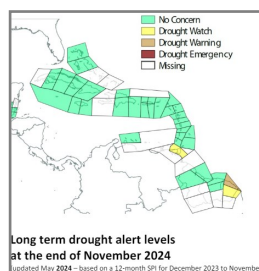 No Concern
Drought Watch
Drought Warning
Drought Emergency
Missing
Long term drought alert levels
at the end of November 2024
updated May 2024 – based on a 12-month SPI for December 2023 to Novembe